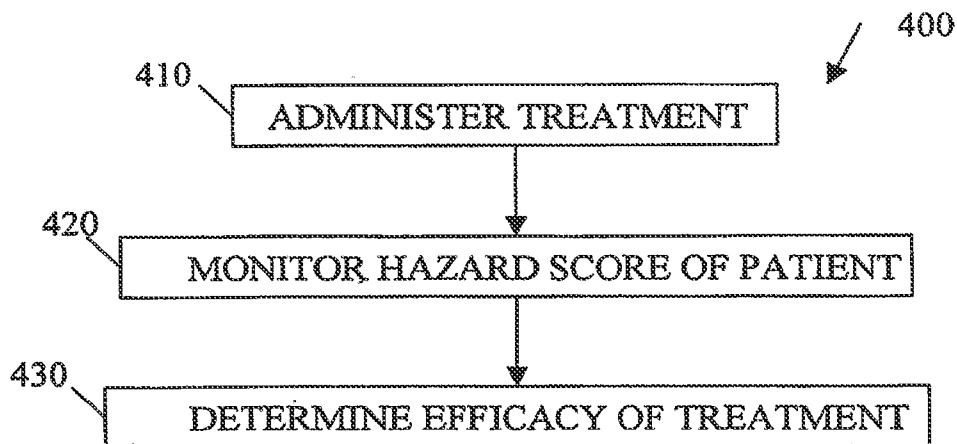 400
410
ADMINISTER TREATMENT
420
MONITOR HAZARD SCORE OF PATIENT
430
DETERMINE EFFICACY OF TREATMENT